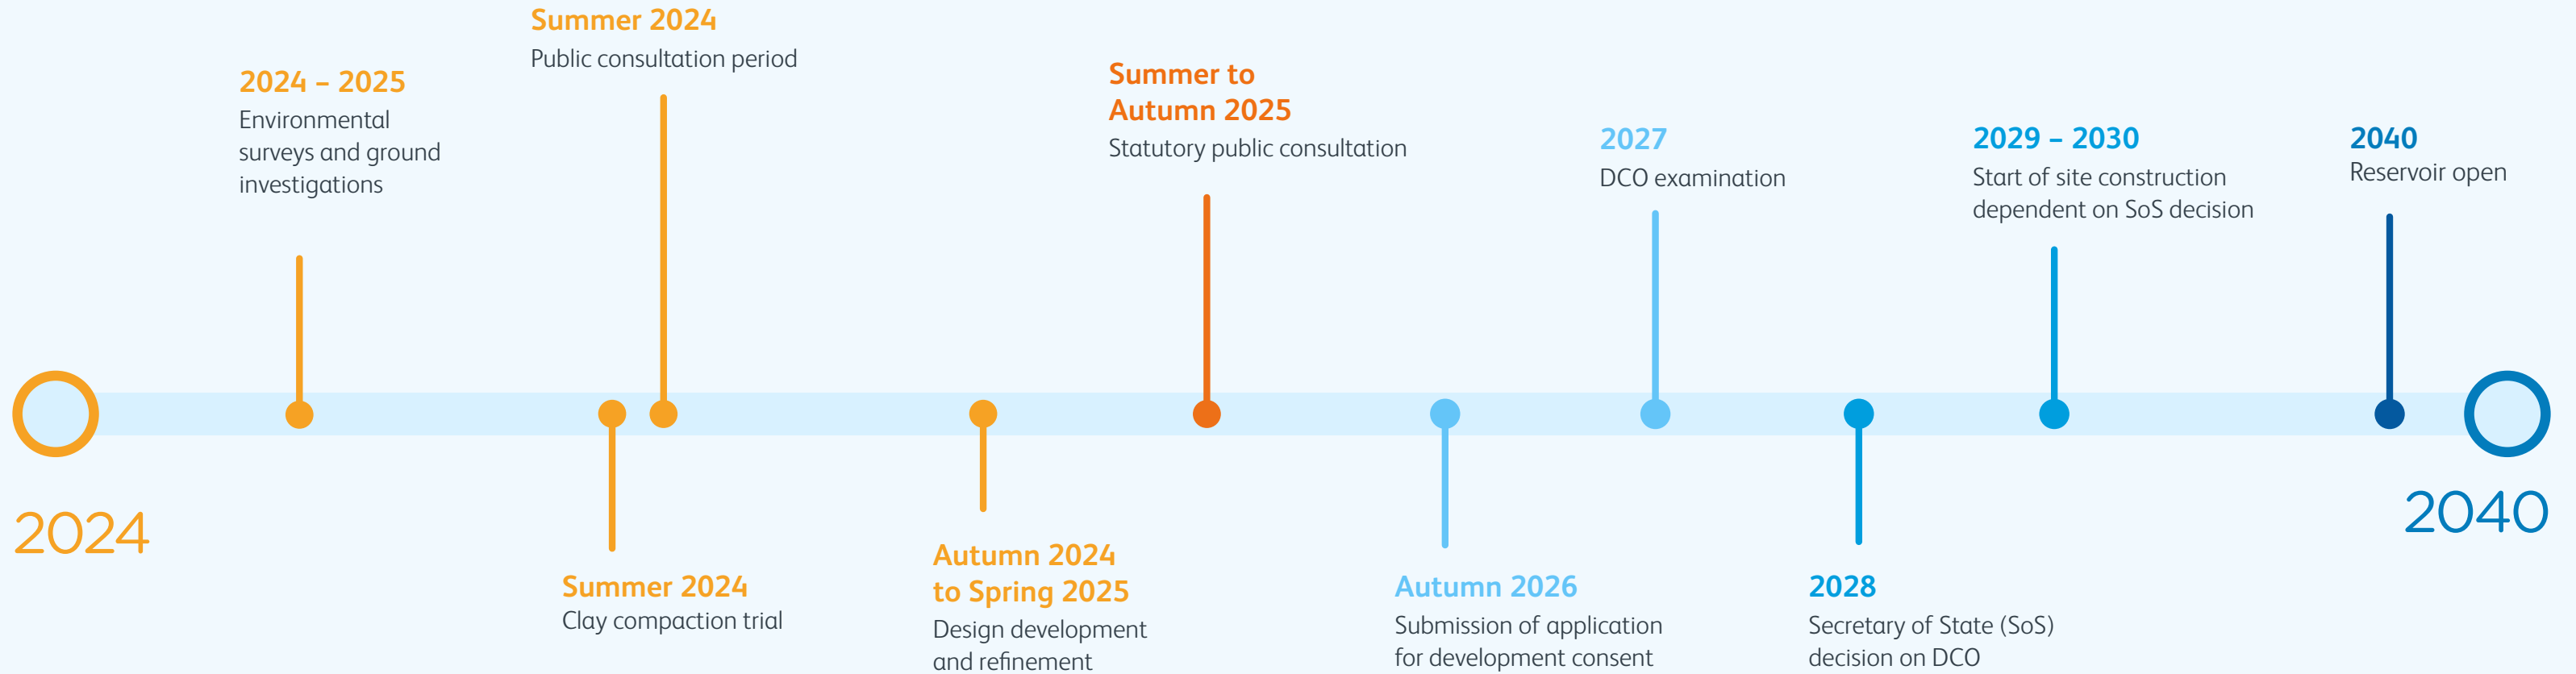 Summer 2024
Public consultation period
2024 – 2025
Environmental
surveys and ground
investigations
Summer to
Autumn 2025
Statutory public consultation
2027
DCO examination
2029 – 2030
Start of site construction
dependent on SoS decision
2040
Reservoir open
2024
2040
Summer 2024
Clay compaction trial
Autumn 2024
to Spring 2025
Design development
and refinement
Autumn 2026
Submission of application
for development consent
2028
Secretary of State (SoS)
decision on DCO